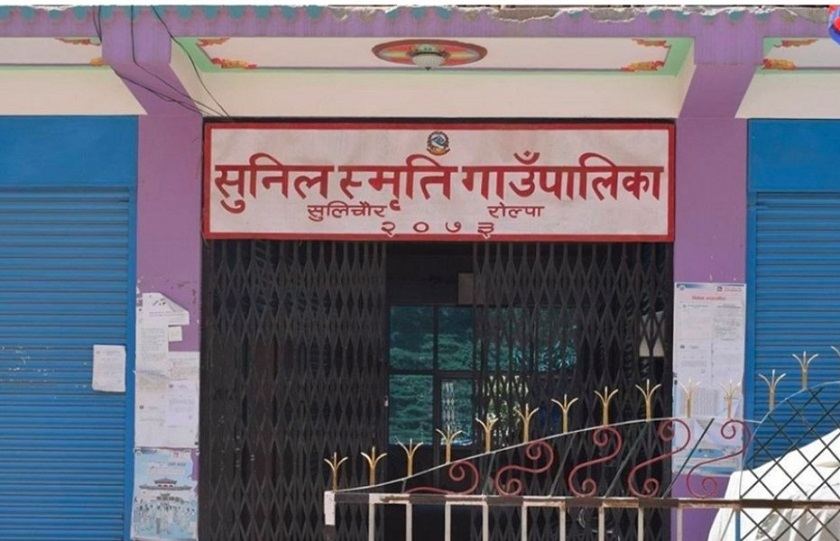 सुनिल स्मृति गाउँपालिका
सुलिचौर रोल्पा
२०७३